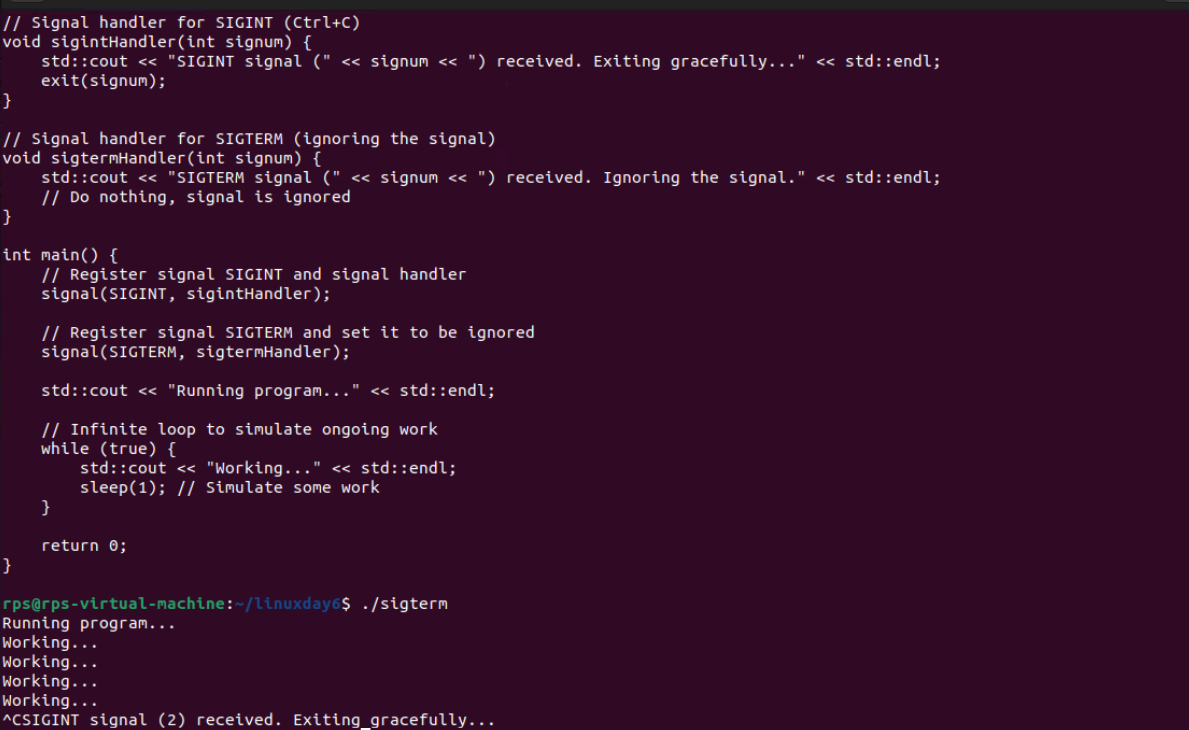 // Signal handler for SIGINT (Ctrl+C)
void sigintHandler(int signum) {
    std::cout << "SIGINT signal (" << signum << ") received. Exiting gracefully..." << std::endl;
    exit(signum);
}

// Signal handler for SIGTERM (ignoring the signal)
void sigtermHandler(int signum) {
    std::cout << "SIGTERM signal (" << signum << ") received. Ignoring the signal." << std::endl;
    // Do nothing, signal is ignored
}

int main() {
    // Register signal SIGINT and signal handler
    signal(SIGINT, sigintHandler);

    // Register signal SIGTERM and set it to be ignored
    signal(SIGTERM, sigtermHandler);

    std::cout << "Running program..." << std::endl;

    // Infinite loop to simulate ongoing work
    while (true) {
        std::cout << "Working..." << std::endl;
        sleep(1); // Simulate some work
    }

    return 0;
}

rps@rps-virtual-machine:~/linuxday6$ ./sigterm
Running program...
Working...
Working...
Working...
Working...
^CSIGINT signal (2) received. Exiting gracefully...